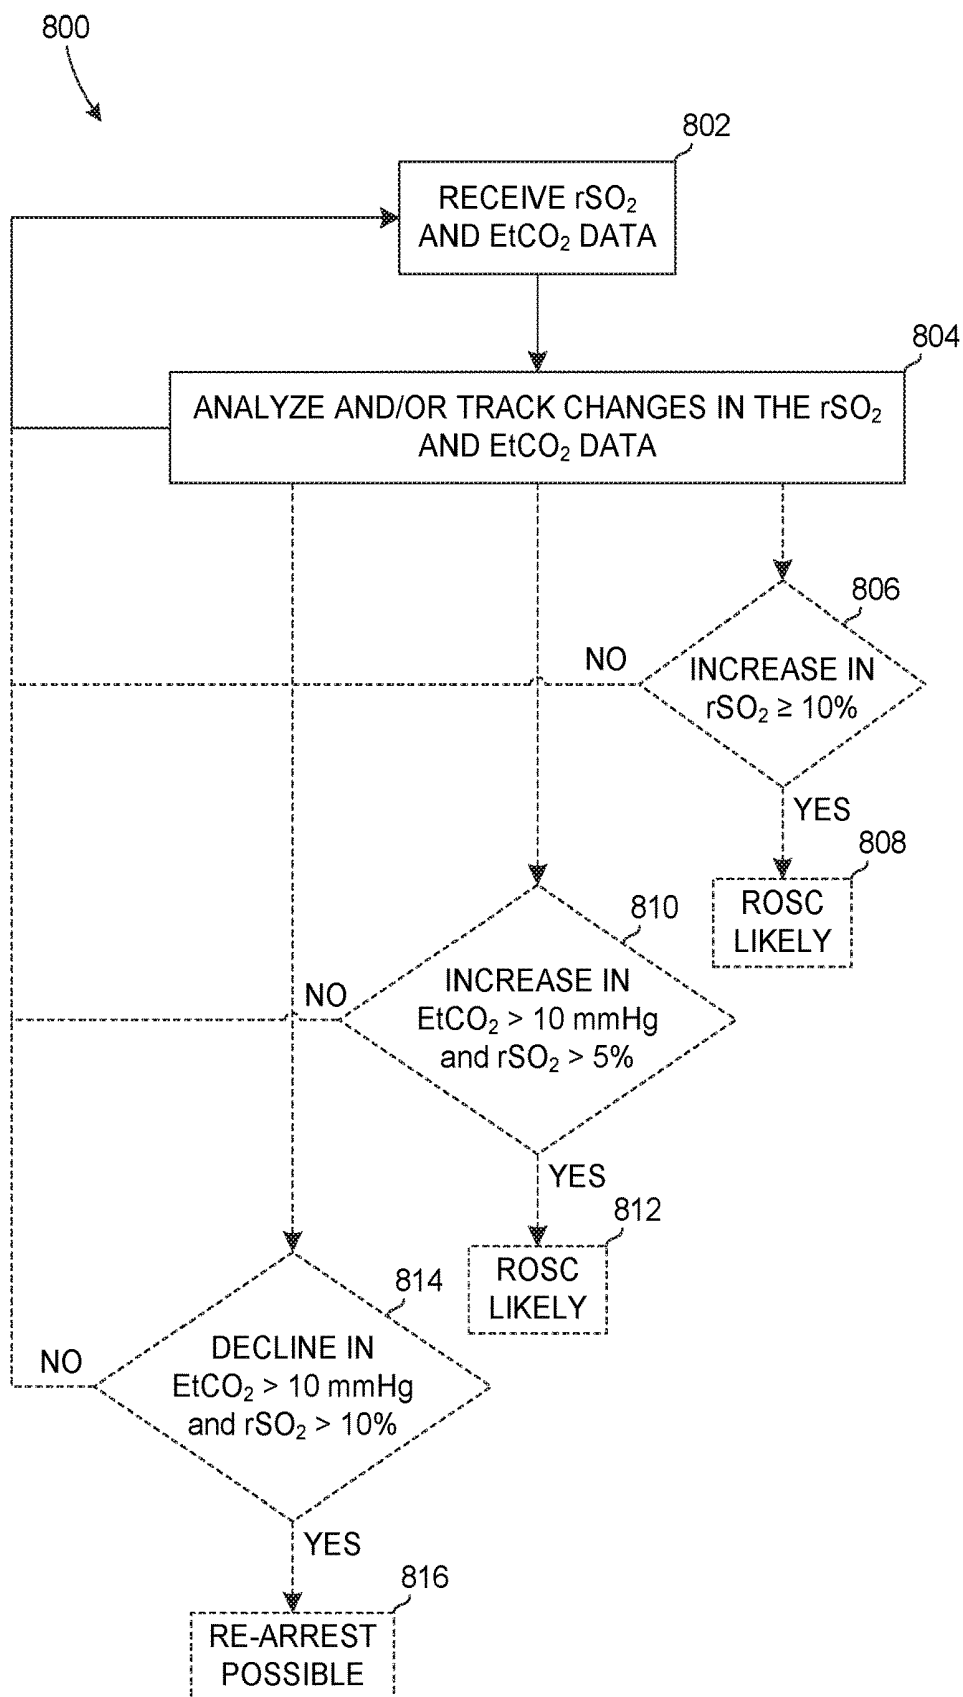 800
802
RECEIVE rSO₂
AND EtCO₂ DATA
804
ANALYZE AND/OR TRACK CHANGES IN THE rSO₂
AND EtCO₂ DATA
806
NO
INCREASE IN
rSO₂ ≥ 10%
YES
808
ROSC
LIKELY
810
NO
INCREASE IN
EtCO₂ > 10 mmHg
and rSO₂ > 5%
YES
812
ROSC
LIKELY
814
NO
DECLINE IN
EtCO₂ > 10 mmHg
and rSO₂ > 10%
YES
816
RE-ARREST
POSSIBLE